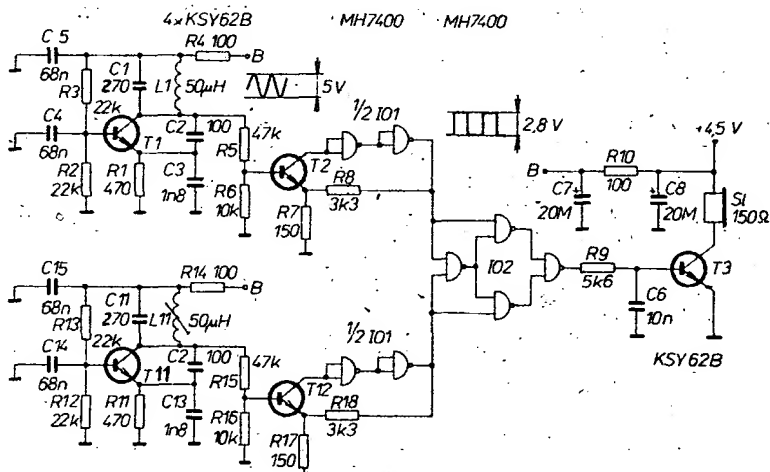 4xKSY62B
MH7400
MH7400
C5
68n
R3
22k
C1
270
L1
50µH
R4 100
B
5V
C4
68n
T1
C2
100
R5
47k
½ IO1
2,8V
+4,5 V
R2
22k
R1
470
C3
1n8
R6
10k
T2
R7
150
R8
3k3
B
R10
100
C7
20M
C8
20M
Sl
150Ω
IO2
R9
5k6
C6
10n
T3
KSY62B
C15
68n
R13
22k
C11
270
L11
50µH
R14 100
B
C14
68n
T11
C2
100
R15
47k
½ IO1
R12
22k
R11
470
C13
1n8
R16
10k
T12
R17
150
R18
3k3